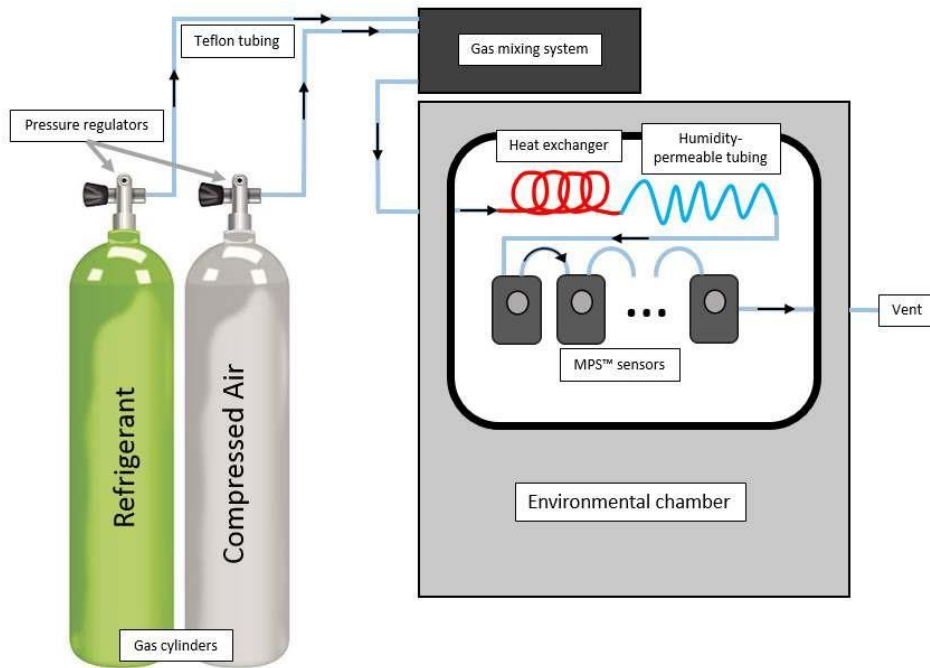 Teflon tubing
Gas mixing system
Pressure regulators
Heat exchanger
Humidity-
permeable tubing
Refrigerant
Compressed Air
Vent
...
MPS™ sensors
Environmental chamber
Gas cylinders